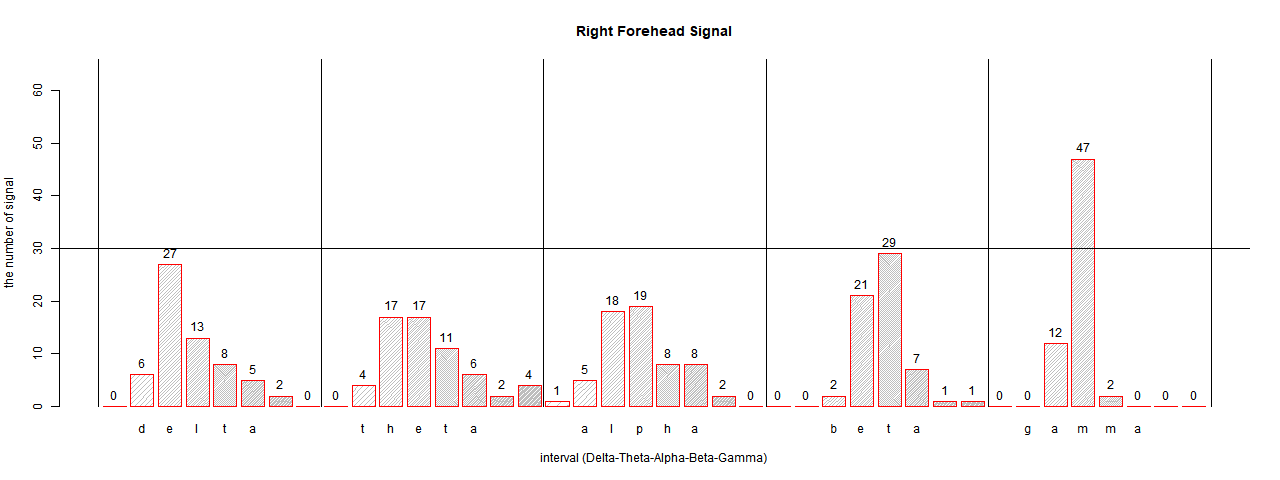 Right Forehead Signal
the number of signal
60
50
40
30
20
10
0
0 6 27 13 8 5 2 0
0 4 17 17 11 6 2 4
1 5 18 19 8 8 2 0
0 0 2 21 29 7 1 1
0 0 12 47 2 0 0 0
d e l t a t h e t a a l p h a b e t a g a m m a
interval (Delta-Theta-Alpha-Beta-Gamma)